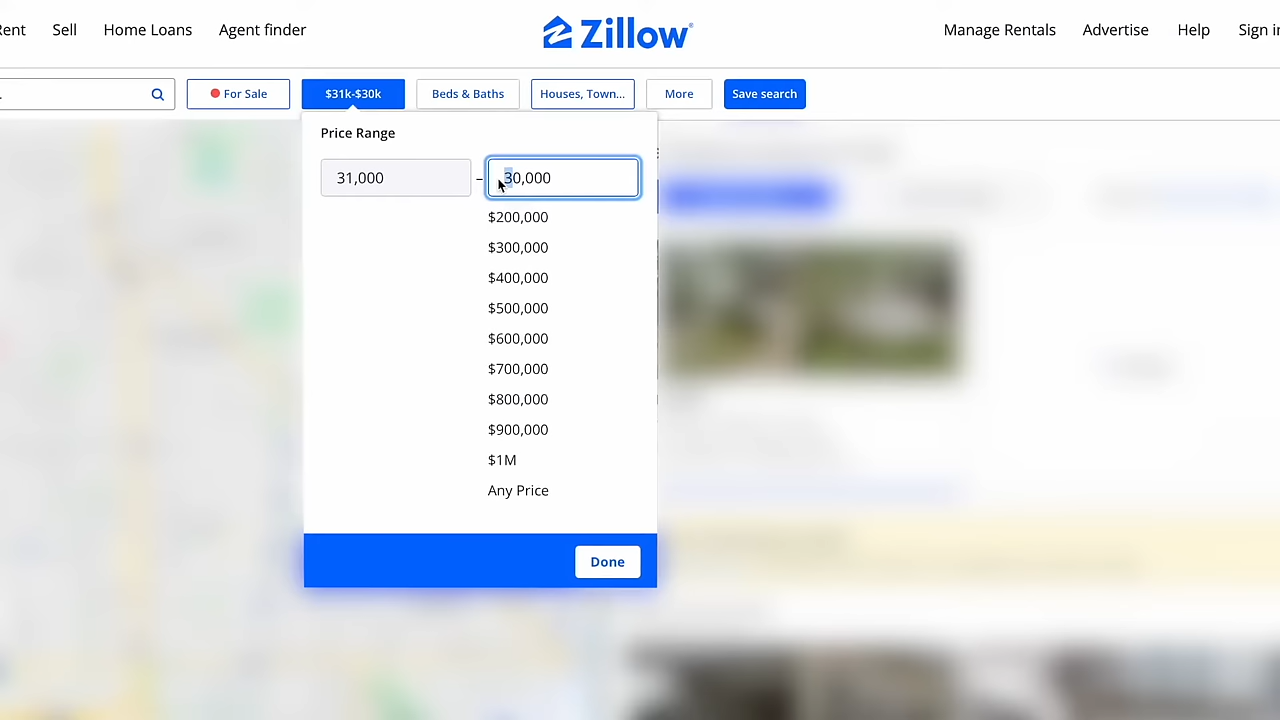 ent Sell Home Loans Agent finder Zillow® Manage Rentals Advertise Help Sign i
For Sale $31k-$30k Beds & Baths Houses, Town... More Save search
Price Range
31,000 – 30,000
$200,000
$300,000
$400,000
$500,000
$600,000
$700,000
$800,000
$900,000
$1M
Any Price
Done